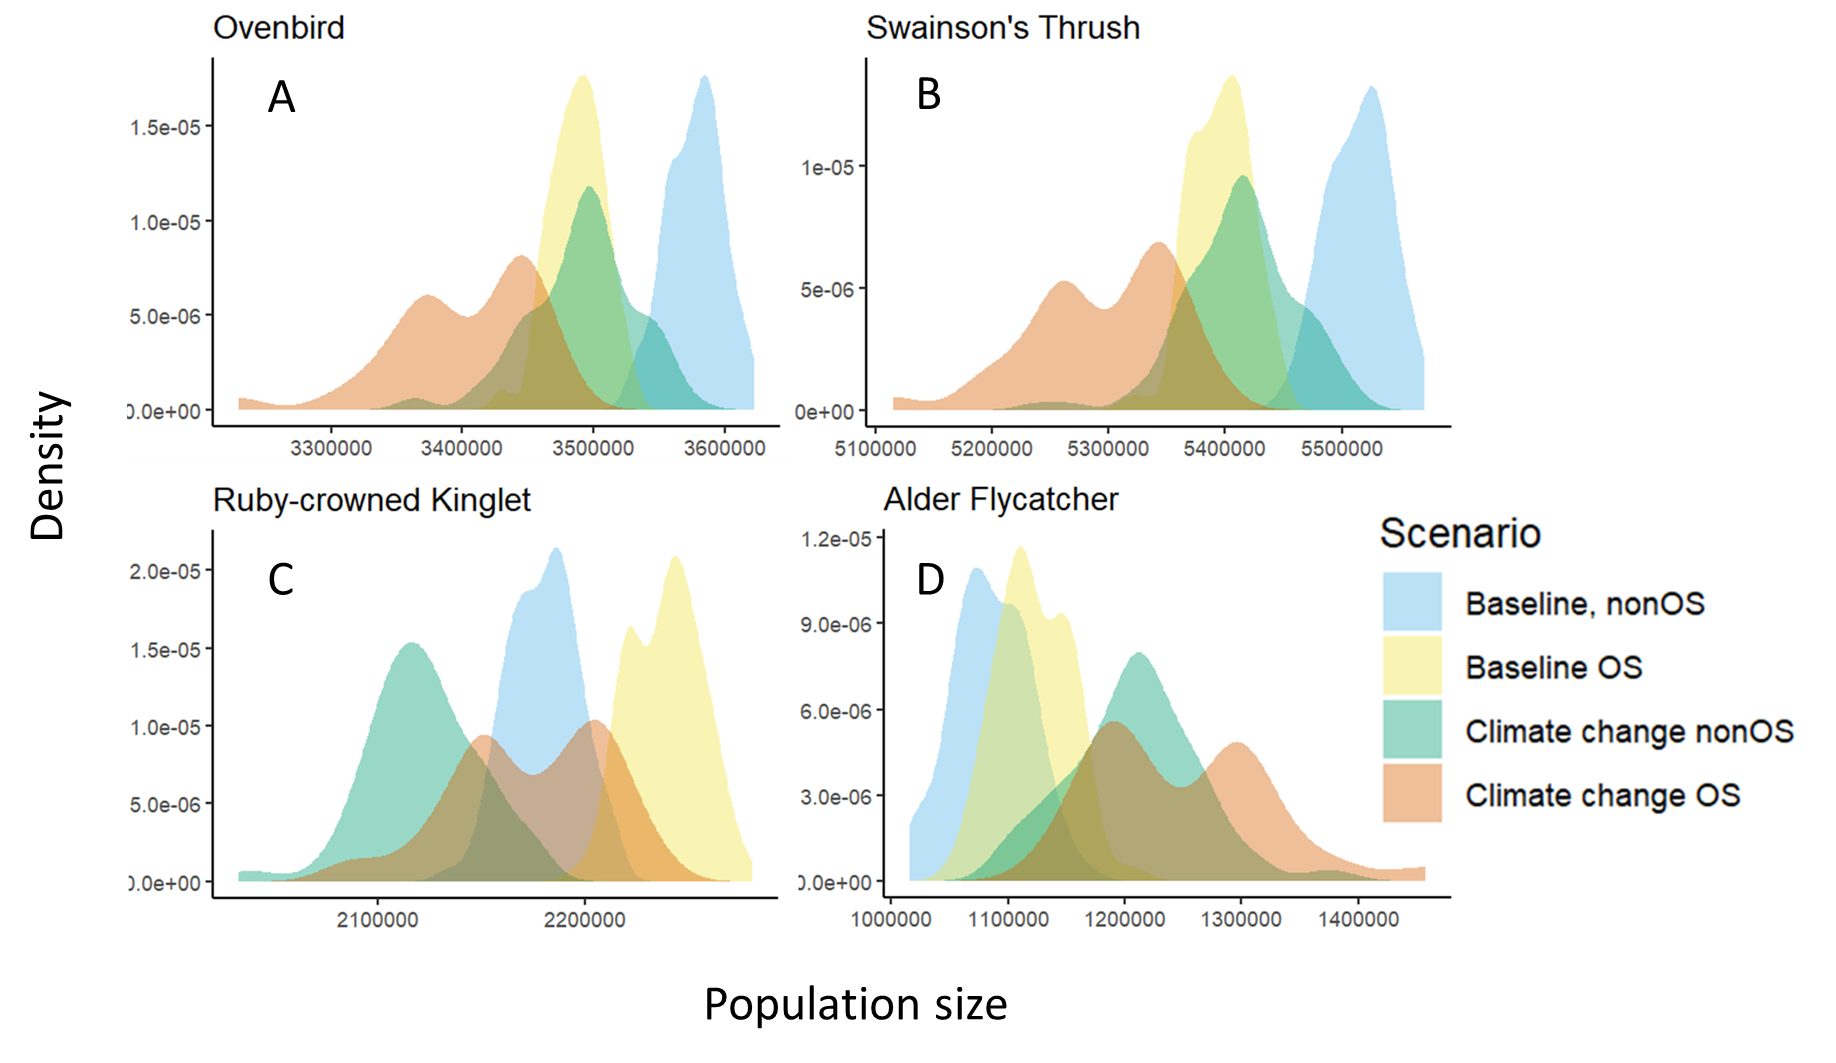 Ovenbird
A
1.5e-05
1.0e-05
5.0e-06
0.0e+00
3300000 3400000 3500000 3600000
Swainson's Thrush
B
1e-05
5e-06
0e+00
5100000 5200000 5300000 5400000 5500000
Density
Ruby-crowned Kinglet
C
2.0e-05
1.5e-05
1.0e-05
5.0e-06
0.0e+00
2100000 2200000
Alder Flycatcher
D
1.2e-05
9.0e-06
6.0e-06
3.0e-06
0.0e+00
1000000 1100000 1200000 1300000 1400000
Scenario
Baseline, nonOS
Baseline OS
Climate change nonOS
Climate change OS
Population size